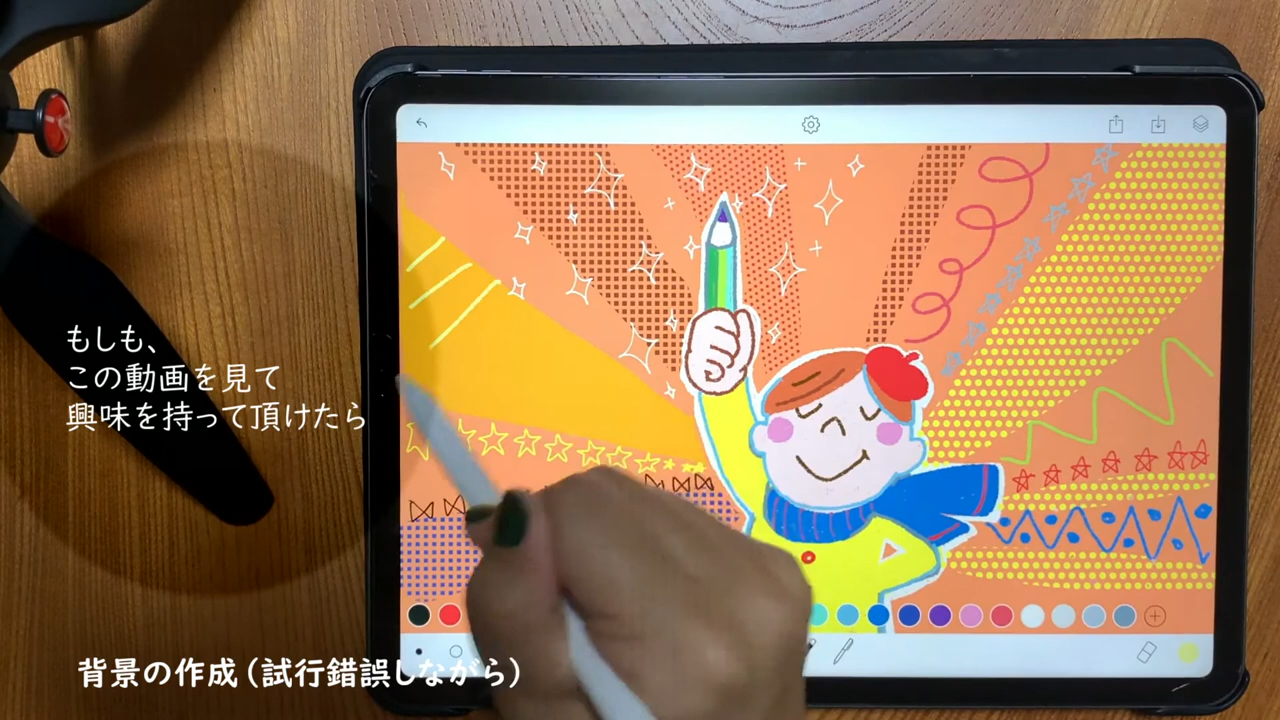 もしも、
この動画を見て
興味を持って頂けたら
背景の作成（試行錯誤しながら）